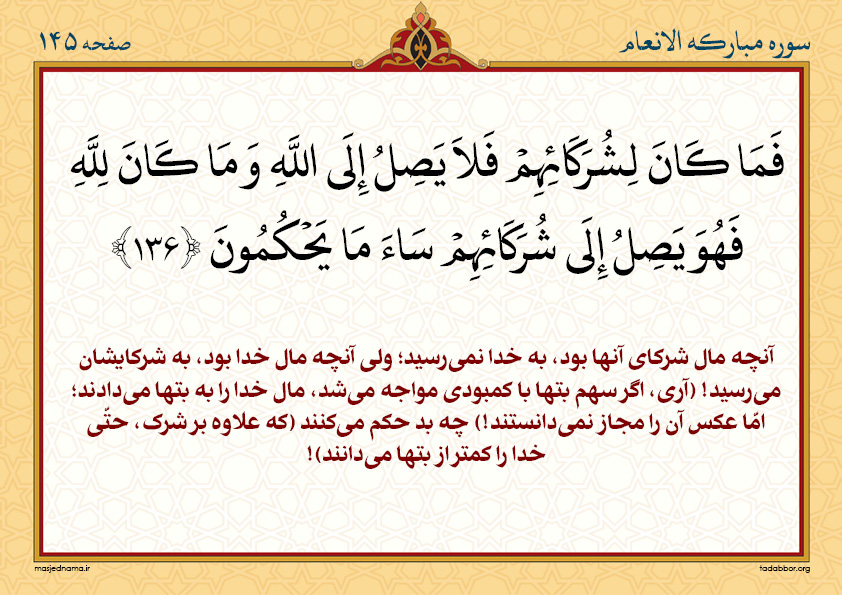 سوره مبارکه الانعام
صفحه ۱۴۵
فَمَا كَانَ لِشُرَكَائِهِمْ فَلاَ يَصِلُ إِلَى اللَّهِ وَ مَا كَانَ لِلَّهِ
فَهُوَ يَصِلُ إِلَى شُرَكَائِهِمْ سَاءَ مَا يَحْكُمُونَ ﴿۱۳۶﴾
آنچه مال شرکای آنها بود، به خدا نمی‌رسید؛ ولی آنچه مال خدا بود، به شرکایشان
می‌رسید! (آری، اگر سهم بتها با کمبودی مواجه می‌شد، مال خدا را به بتها می‌دادند؛
امّا عکس آن را مجاز نمی‌دانستند!) چه بد حکم می‌کنند (که علاوه بر شرک، حتّی
خدا را کمتر از بتها می‌دانند)!
masjednama.ir
tadabbor.org